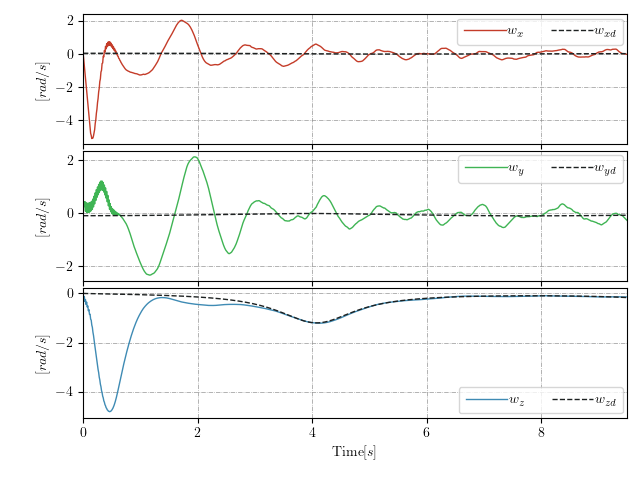 2
0
−2
−4
[rad/s]
w_x
w_xd
2
0
−2
[rad/s]
w_y
w_yd
0
−2
−4
[rad/s]
w_z
w_zd
0 2 4 6 8
Time[s]